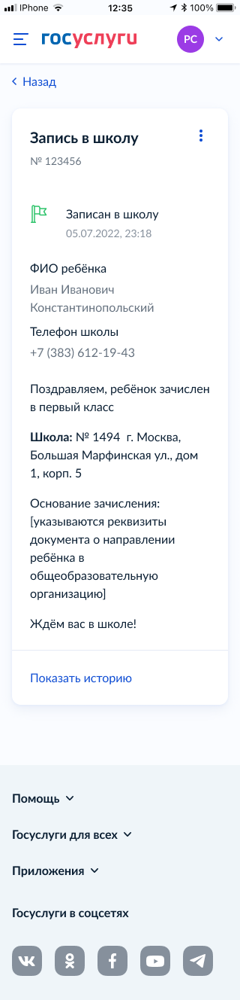 IPhone 12:35 100%
госуслуги РС
Назад
Запись в школу
№ 123456
Записан в школу
05.07.2022, 23:18
ФИО ребёнка
Иван Иванович
Константинопольский
Телефон школы
+7 (383) 612-19-43
Поздравляем, ребёнок зачислен
в первый класс
Школа: № 1494 г. Москва,
Большая Марфинская ул., дом
1, корп. 5
Основание зачисления:
[указываются реквизиты
документа о направлении
ребёнка в
общеобразовательную
организацию]
Ждём вас в школе!
Показать историю
Помощь
Госуслуги для всех
Приложения
Госуслуги в соцсетях